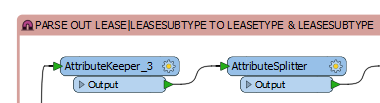 PARSE OUT LEASE|LEASESUBTYPE TO LEASETYPE & LEASESUBTYPE
AttributeKeeper_3 AttributeSplitter
Output Output